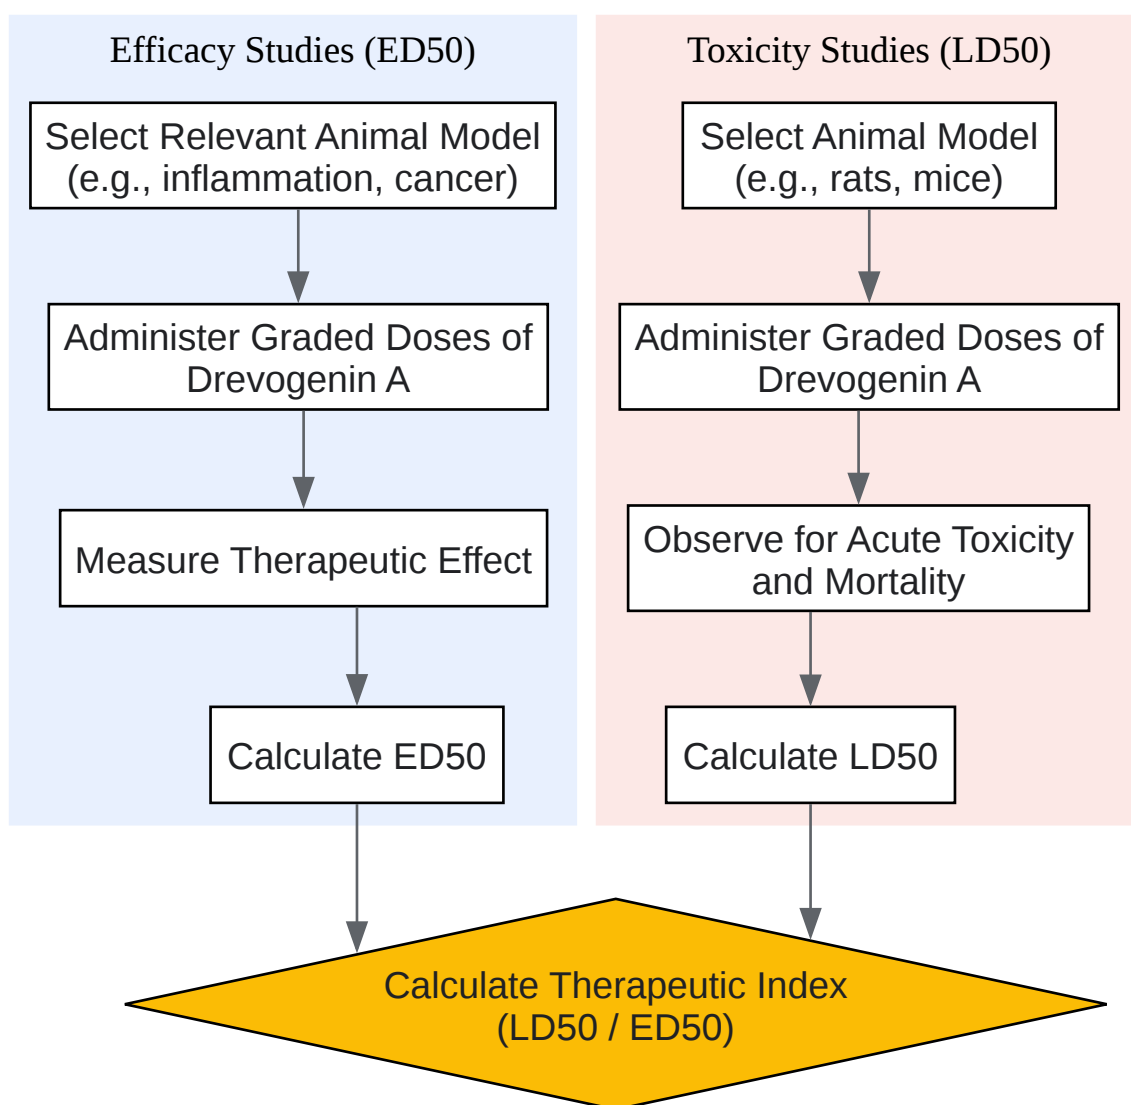 Efficacy Studies (ED50)
Select Relevant Animal Model
(e.g., inflammation, cancer)
Administer Graded Doses of
Drevogenin A
Measure Therapeutic Effect
Calculate ED50
Toxicity Studies (LD50)
Select Animal Model
(e.g., rats, mice)
Administer Graded Doses of
Drevogenin A
Observe for Acute Toxicity
and Mortality
Calculate LD50
Calculate Therapeutic Index
(LD50 / ED50)